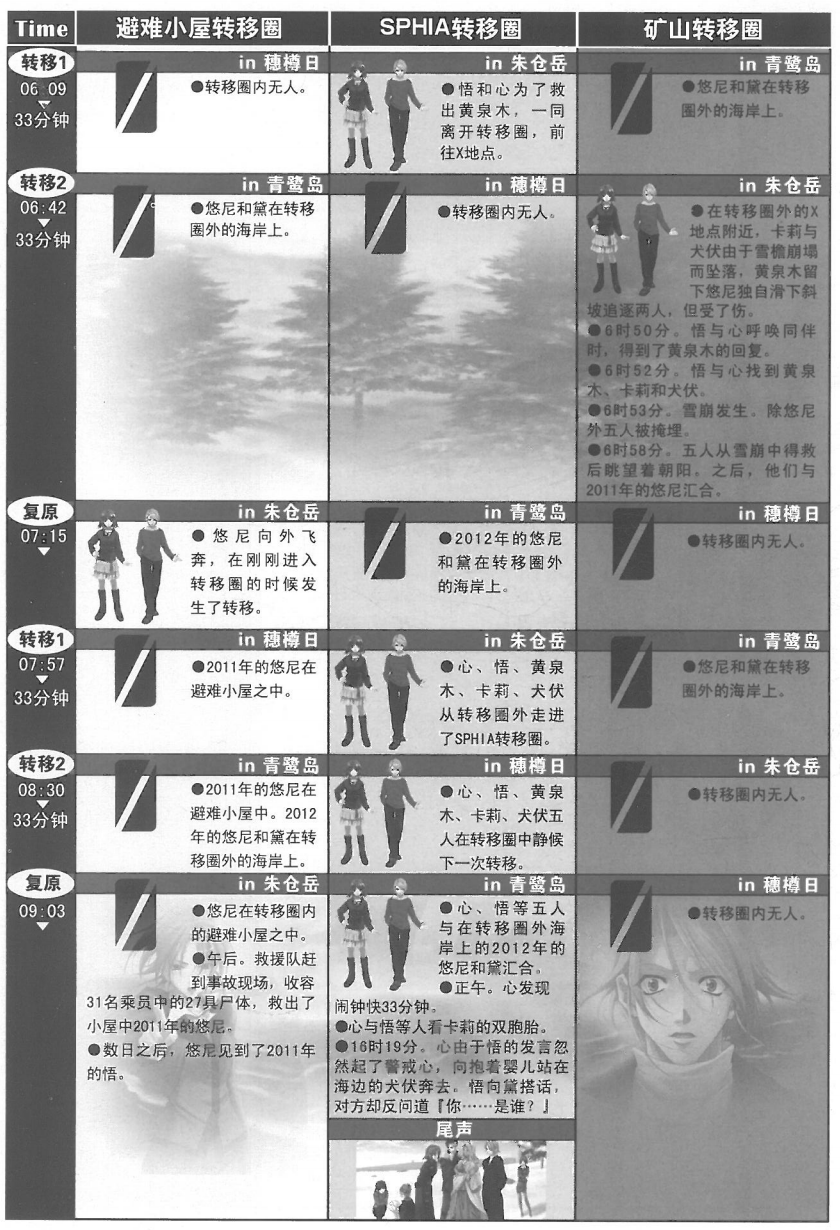 Time
避难小屋转移圈
SPHIA转移圈
矿山转移圈
转移1
06:09
33分钟
in 穗樽日
●转移圈内无人。
in 朱仓岳
●悟和心为了救
出黄泉木，一同
离开转移圈，前
往X地点。
in 青鹭岛
●悠尼和黛在转移
圈外的海岸上。
转移2
06:42
33分钟
in 青鹭岛
●悠尼和黛在转移
圈外的海岸上。
in 穗樽日
●转移圈内无人。
in 朱仓岳
●在转移圈外的X
地点附近，卡莉与
犬伏由于雪檐崩塌
而坠落，黄泉木留
下悠尼独自滑下斜
坡追逐两人，但受了伤。
●6时50分。悟与心呼唤同伴
时，得到了黄泉木的回复。
●6时52分。悟与心找到黄泉
木、卡莉和犬伏。
●6时53分。雪崩发生。除悠尼
外五人被掩埋。
●6时58分。五人从雪崩中得救
后眺望着朝阳。之后，他们与
2011年的悠尼汇合。
复原
07:15
in 朱仓岳
●悠尼向外飞
奔，在刚刚进入
转移圈的时候发
生了转移。
in 青鹭岛
●2012年的悠尼
和黛在转移圈外
的海岸上。
in 穗樽日
●转移圈内无人。
转移1
07:57
33分钟
in 穗樽日
●2011年的悠尼在
避难小屋之中。
in 朱仓岳
●心、悟、黄泉
木、卡莉、犬伏
从转移圈外走进
了SPHIA转移圈。
in 青鹭岛
●悠尼和黛在转移
圈外的海岸上。
转移2
08:30
33分钟
in 青鹭岛
●2011年的悠尼在
避难小屋中。2012
年的悠尼和黛在转
移圈外的海岸上。
in 穗樽日
●心、悟、黄泉
木、卡莉、犬伏五
人在转移圈中静候
下一次转移。
in 朱仓岳
●转移圈内无人。
复原
09:03
in 朱仓岳
●悠尼在转移圈内
的避难小屋之中。
●午后。救援队赶
到事故现场，收容
31名乘员中的27具尸体，救出了
小屋中2011年的悠尼。
●数日之后，悠尼见到了2011年
的悟。
in 青鹭岛
●心、悟等五人
与在转移圈外海
岸上的2012年的
悠尼和黛汇合。
●正午。心发现
闹钟快33分钟。
●心与悟等人看卡莉的双胞胎。
●16时19分。心由于悟的发言忽
然起了警戒心，向抱着婴儿站在
海边的犬伏奔去。悟向黛搭话，
对方却反问道『你……是谁？』
in 穗樽日
●转移圈内无人。
尾声